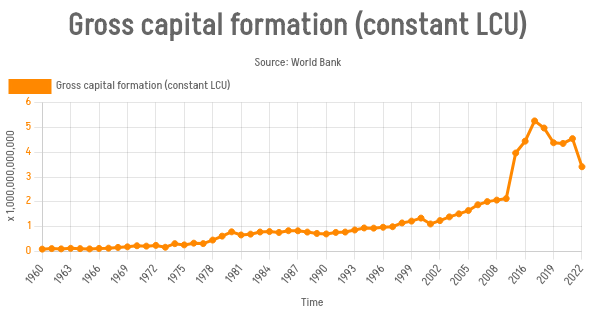 Gross capital formation (constant LCU)
Source: World Bank
Gross capital formation (constant LCU)
6
5
4
3
2
1
0
x 1,000,000,000,000
1960 1963 1966 1969 1972 1975 1978 1981 1984 1987 1990 1993 1996 1999 2002 2005 2008 2016 2019 2022
Time